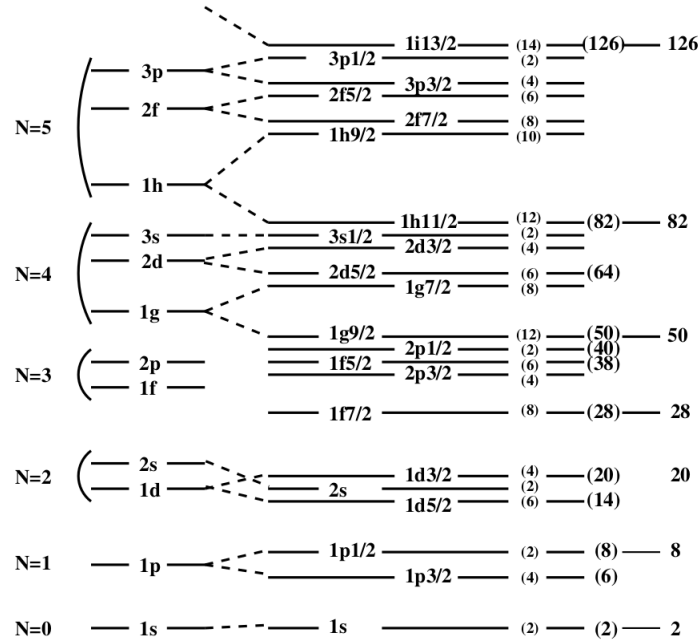 1i13/2 (14) (126) 126
3p1/2 (2)
3p 3p3/2 (4)
2f5/2 (6)
2f 2f7/2 (8)
N=5 1h9/2 (10)
1h
1h11/2 (12) (82) 82
3s 3s1/2 (2)
2d3/2 (4)
2d
N=4 2d5/2 (6) (64)
1g7/2 (8)
1g
1g9/2 (12) (50) 50
2p1/2 (2) (40)
2p 1f5/2 (6) (38)
N=3 2p3/2 (4)
1f
1f7/2 (8) (28) 28
2s
N=2 1d3/2 (4) (20) 20
1d 2s (2)
1d5/2 (6) (14)
1p1/2 (2) (8) 8
N=1 1p
1p3/2 (4) (6)
N=0 1s 1s (2) (2) 2